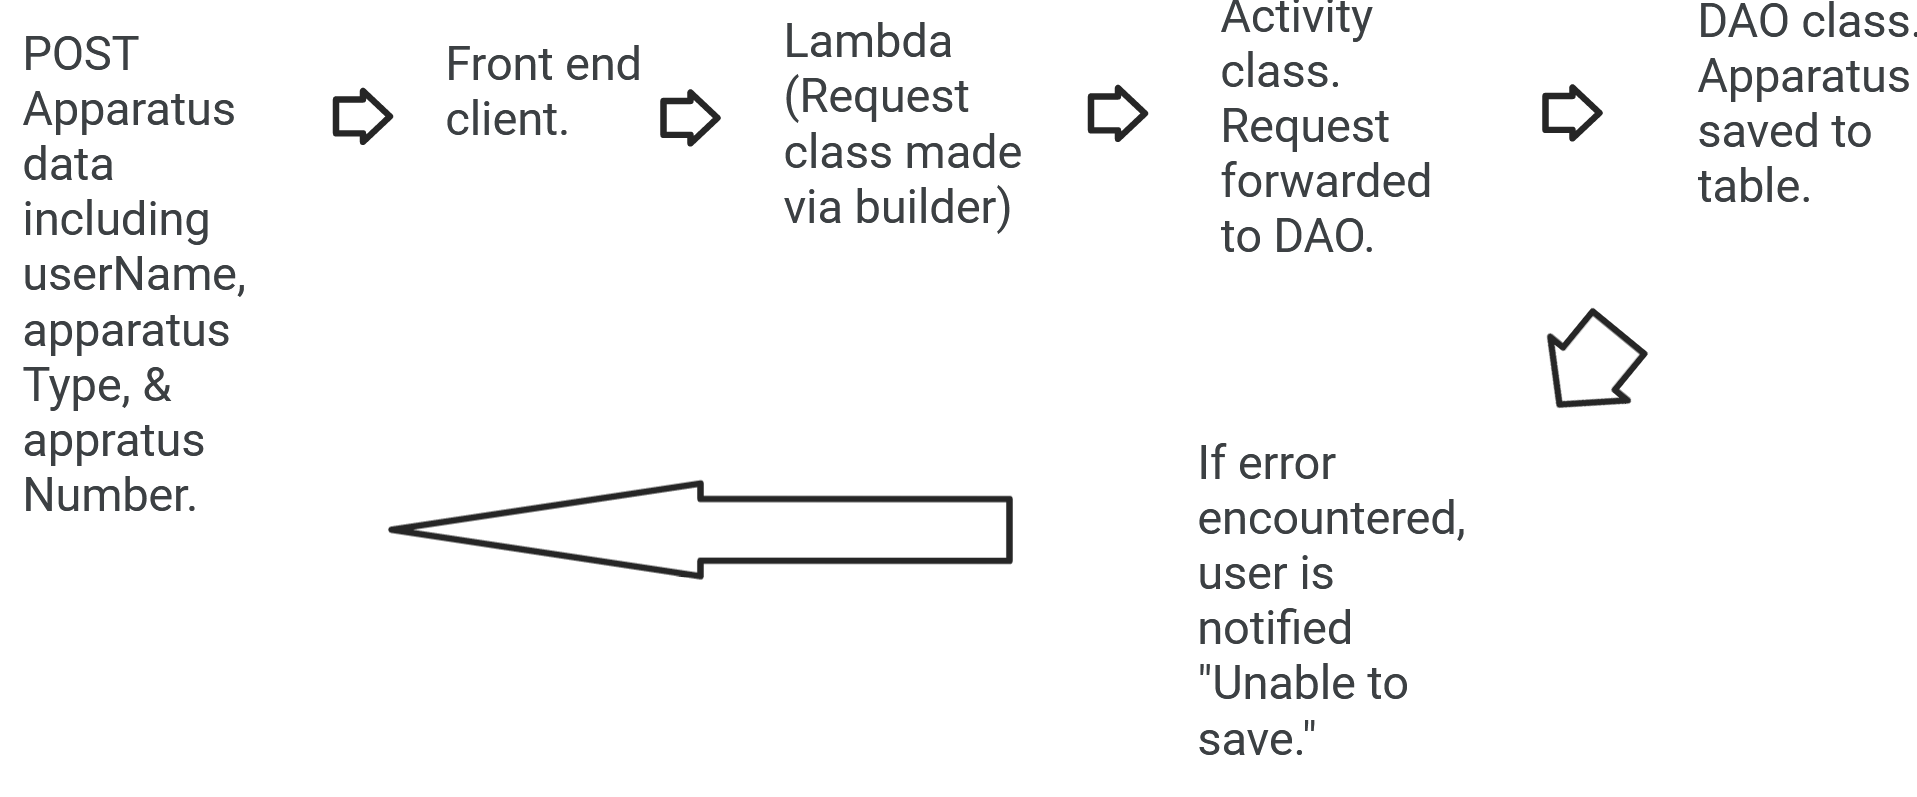 POST
Apparatus
data
including
userName,
apparatus
Type, &
appratus
Number.
Front end
client.
Lambda
(Request
class made
via builder)
Activity
class.
Request
forwarded
to DAO.
DAO class.
Apparatus
saved to
table.
If error
encountered,
user is
notified
"Unable to
save."